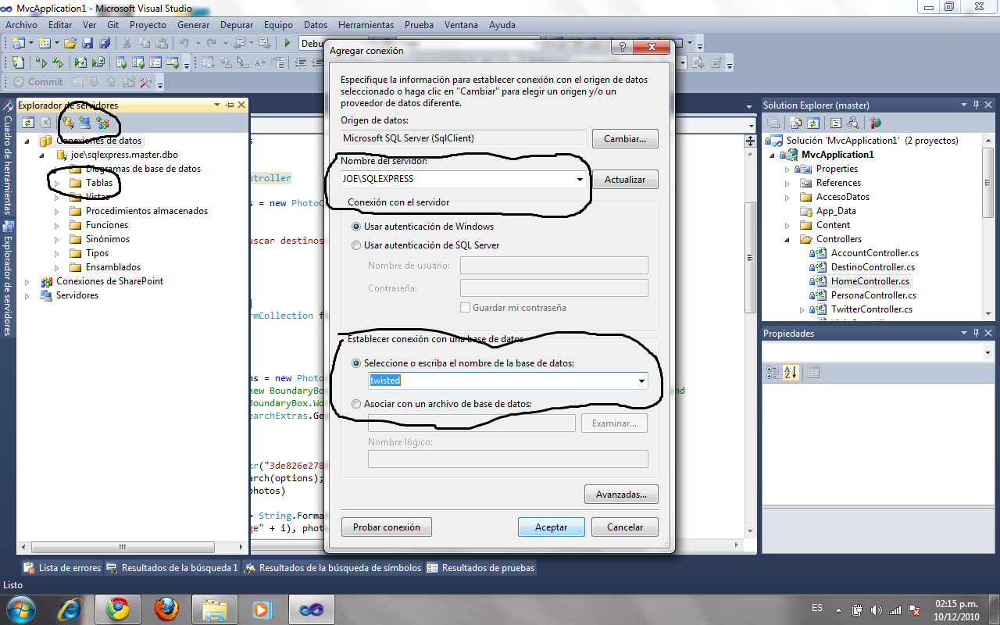 MvcApplication1 - Microsoft Visual Studio
Archivo Editar Ver Git Proyecto Generar Depurar Equipo Datos Herramientas Prueba Ventana Ayuda
Debu
Commit
Cuadro de herramientas
Explorador de servidores
Explorador de servidores
Conexiones de datos
joe\sqlexpress.master.dbo
Diagramas de base de datos
Tablas
Vistas
Procedimientos almacenados
Funciones
Sinónimos
Tipos
Ensamblados
Conexiones de SharePoint
Servidores
s
ntroller
s = new PhotoC
uscar destinos
rmCollection f
ns = new Photo
new BoundaryBox
nd
BoundaryBox.Wo
earchExtras.Ge
kr("3de826e278
arch(options);
photos)
= String.Forma
ge" + i), phot
Agregar conexión
Especifique la información para establecer conexión con el origen de datos
seleccionado o haga clic en "Cambiar" para elegir un origen y/o un
proveedor de datos diferente.
Origen de datos:
Microsoft SQL Server (SqlClient)
Cambiar...
Nombre del servidor:
JOE\SQLEXPRESS
Actualizar
Conexión con el servidor
Usar autenticación de Windows
Usar autenticación de SQL Server
Nombre de usuario:
Contraseña:
Guardar mi contraseña
Establecer conexión con una base de datos
Seleccione o escriba el nombre de la base de datos:
twisted
Asociar con un archivo de base de datos:
Examinar...
Nombre lógico:
Avanzadas...
Probar conexión Aceptar Cancelar
Solution Explorer (master)
Solución 'MvcApplication1' (2 proyectos)
MvcApplication1
Properties
References
AccesoDatos
App_Data
Content
Controllers
AccountController.cs
DestinoController.cs
HomeController.cs
PersonaController.cs
TwitterController.cs
Propiedades
Lista de errores Resultados de la búsqueda 1 Resultados de la búsqueda de símbolos Resultados de pruebas
Listo
ES
02:15 p.m.
10/12/2010